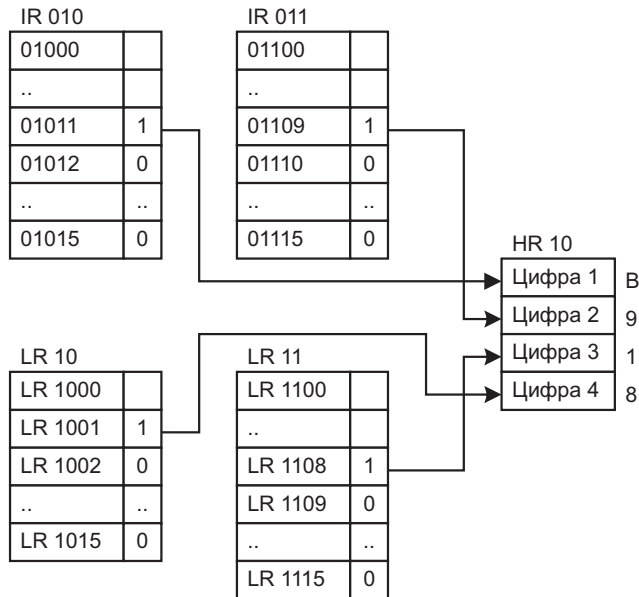 IR 010
01000
..
01011 1
01012 0
.. ..
01015 0
IR 011
01100
..
01109 1
01110 0
.. ..
01115 0
HR 10
Цифра 1 B
Цифра 2 9
Цифра 3 1
Цифра 4 8
LR 10
LR 1000
LR 1001 1
LR 1002 0
.. ..
LR 1015 0
LR 11
LR 1100
..
LR 1108 1
LR 1109 0
.. ..
LR 1115 0